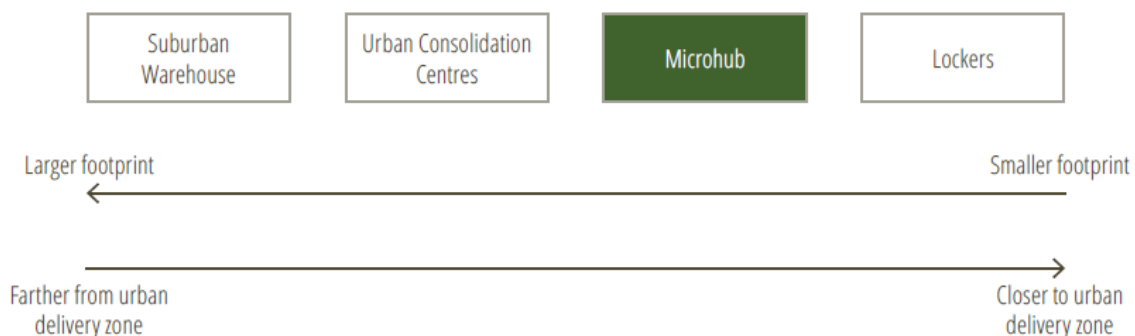 Suburban
Warehouse
Urban Consolidation
Centres
Microhub
Lockers
Larger footprint
Smaller footprint
Farther from urban
delivery zone
Closer to urban
delivery zone